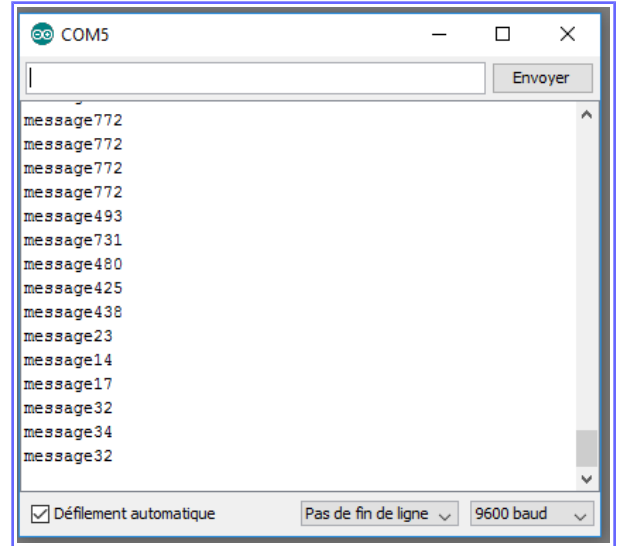 COM5
Envoyer
message772
message772
message772
message772
message493
message731
message480
message425
message438
message23
message14
message17
message32
message34
message32
Défilement automatique
Pas de fin de ligne
9600 baud